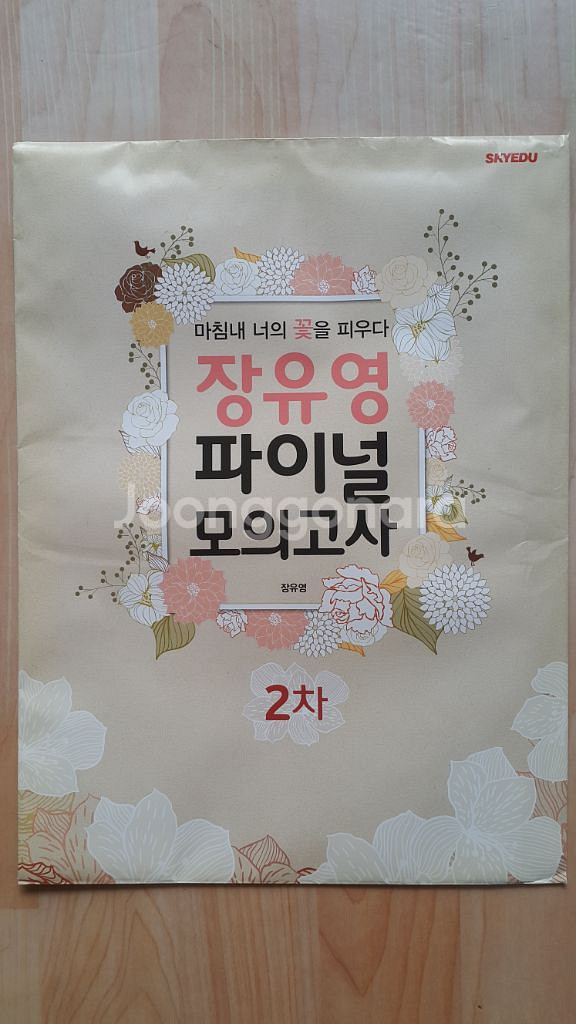 SKYEDU
마침내 너의 꽃을 피우다
장유영
파이널
모의고사
장유영
2차
Joonggonara